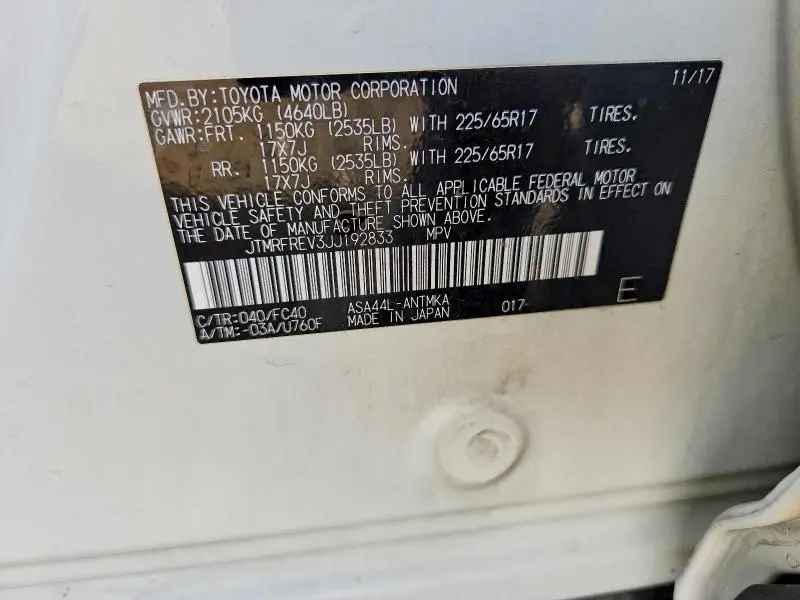 MFD.BY:TOYOTA MOTOR CORPORATION 11/17
GVWR:2105KG (4640LB)
GAWR:FRT. 1150KG (2535LB) WITH 225/65R17 TIRES.
17X7J RIMS.
RR. 1150KG (2535LB) WITH 225/65R17 TIRES.
17X7J RIMS.
THIS VEHICLE CONFORMS TO ALL APPLICABLE FEDERAL MOTOR
VEHICLE SAFETY AND THEFT PREVENTION STANDARDS IN EFFECT ON
THE DATE OF MANUFACTURE SHOWN ABOVE.
JTMRFREV3JJ192833 MPV
C/TR:040/FC40 ASA44L-ANTMKA 017- E
A/TM:-03A/U760F MADE IN JAPAN